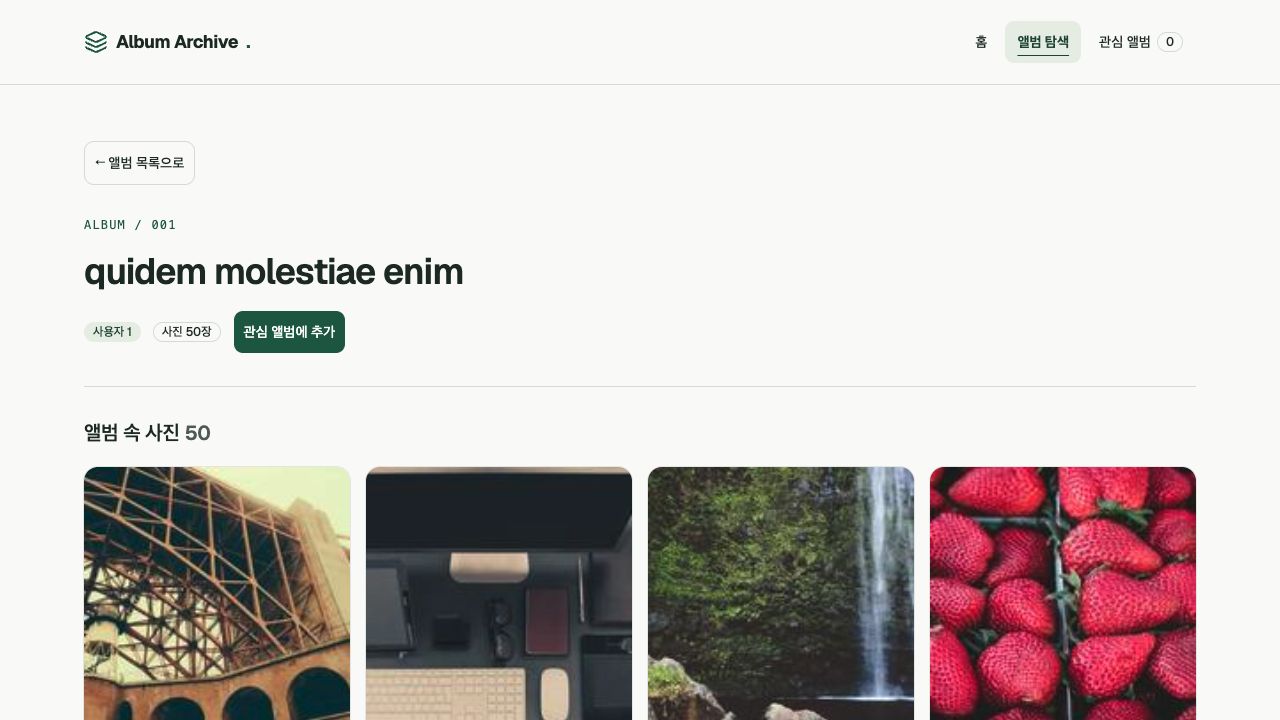 Album Archive .
홈
앨범 탐색
관심 앨범 0
← 앨범 목록으로
ALBUM / 001
quidem molestiae enim
사용자 1
사진 50장
관심 앨범에 추가
앨범 속 사진 50